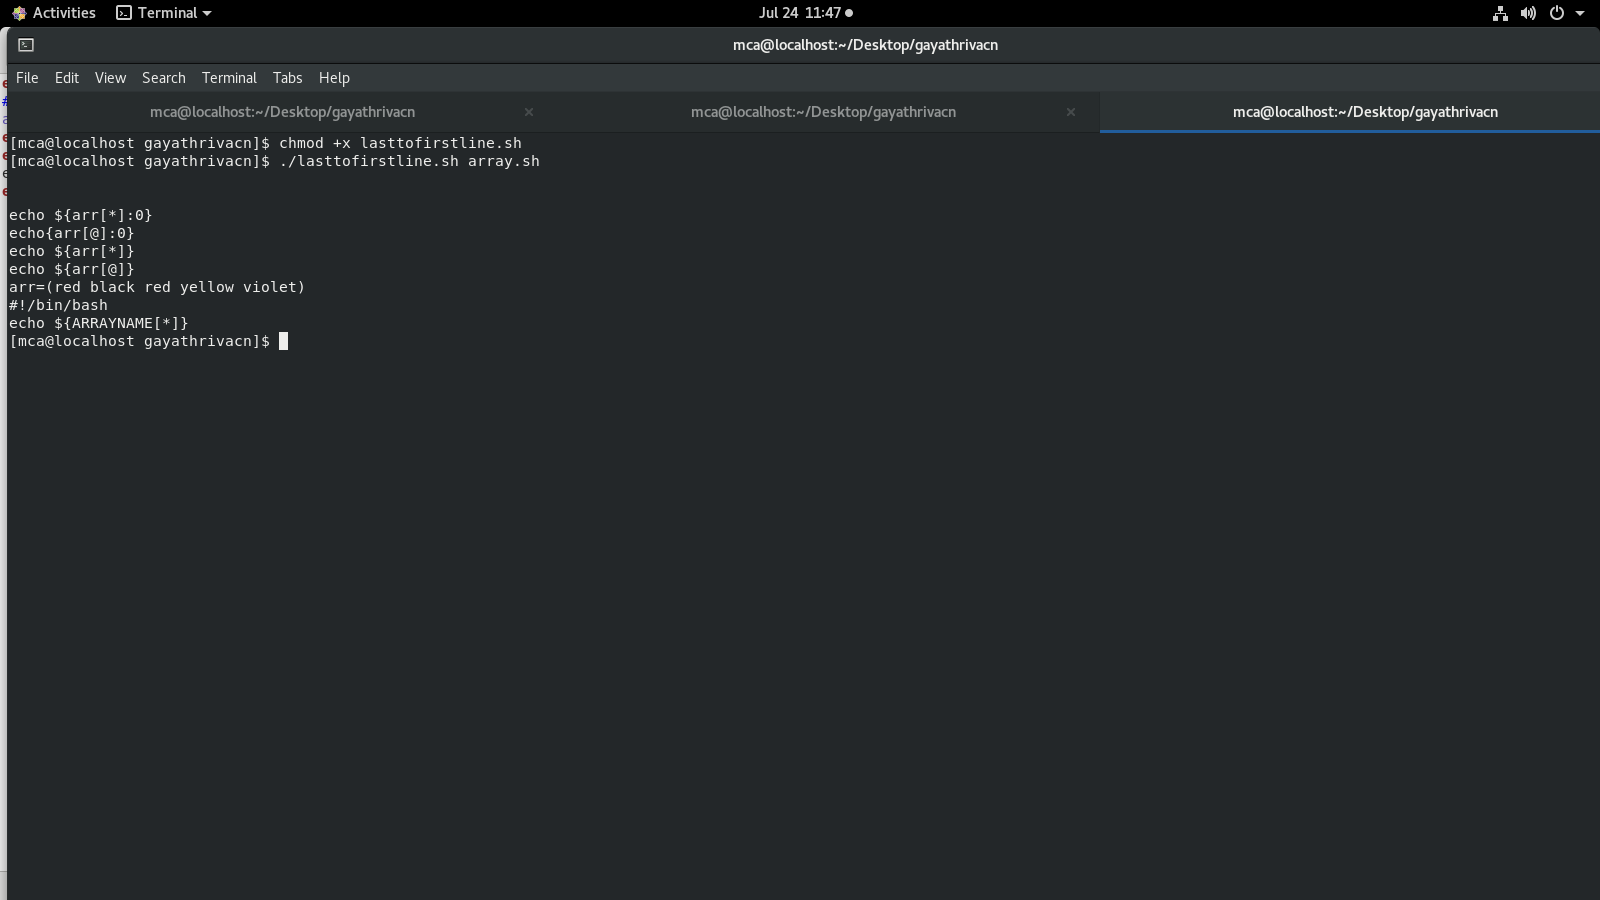 Activities Terminal Jul 24 11:47
mca@localhost:~/Desktop/gayathrivacn
File Edit View Search Terminal Tabs Help
mca@localhost:~/Desktop/gayathrivacn × mca@localhost:~/Desktop/gayathrivacn × mca@localhost:~/Desktop/gayathrivacn
[mca@localhost gayathrivacn]$ chmod +x lasttofirstline.sh
[mca@localhost gayathrivacn]$ ./lasttofirstline.sh array.sh
echo ${arr[*]:0}
echo{arr[@]:0}
echo ${arr[*]}
echo ${arr[@]}
arr=(red black red yellow violet)
#!/bin/bash
echo ${ARRAYNAME[*]}
[mca@localhost gayathrivacn]$